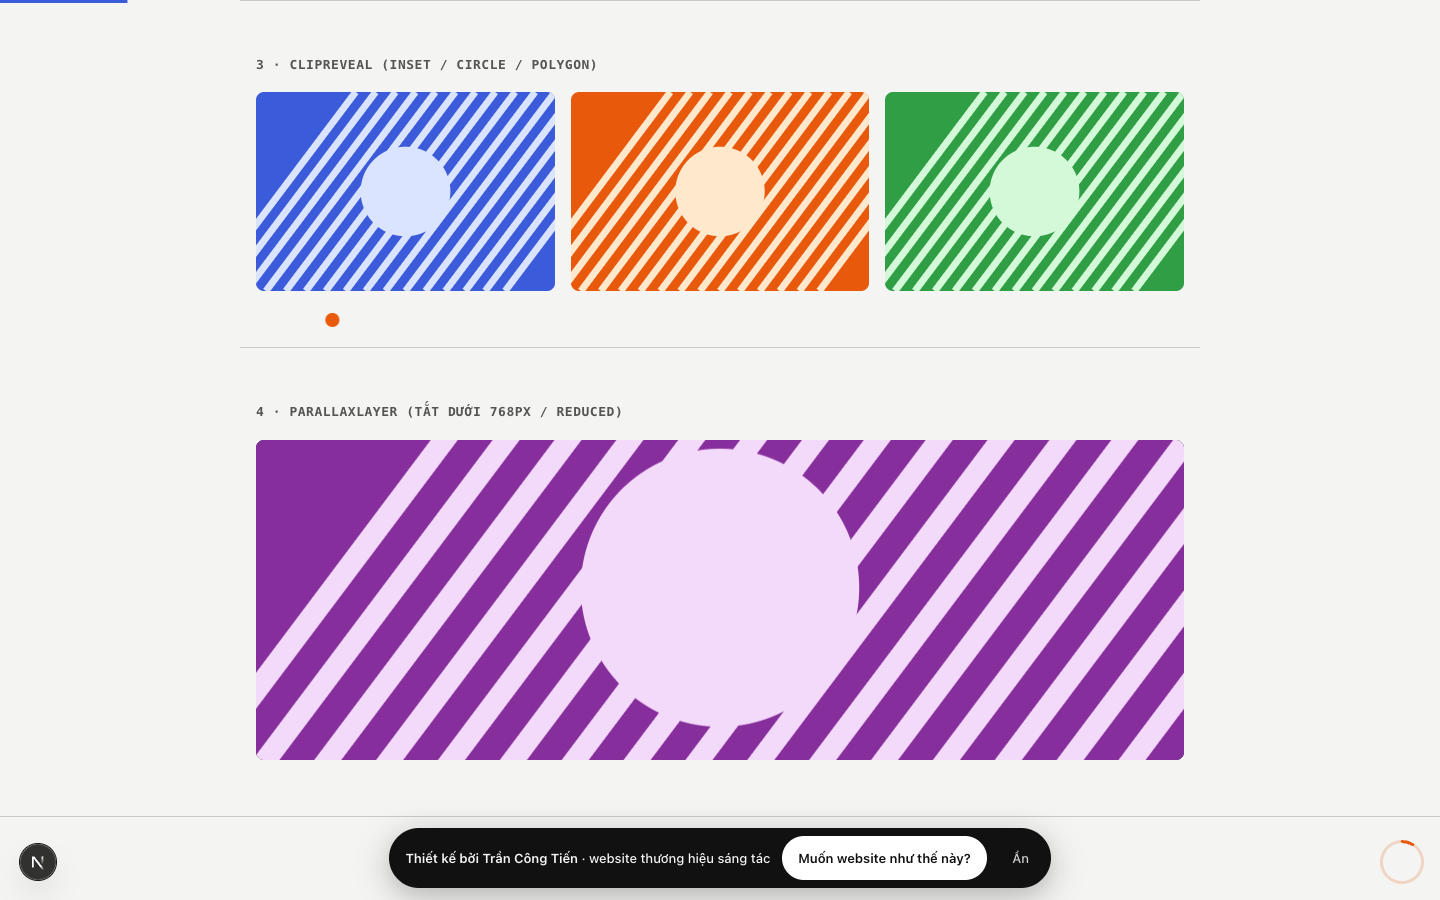 3 · CLIPREVEAL (INSET / CIRCLE / POLYGON)
4 · PARALLAXLAYER (TẮT DƯỚI 768PX / REDUCED)
Thiết kế bởi Trần Công Tiến · website thương hiệu sáng tác
Muốn website như thế này?
Ẩn
N